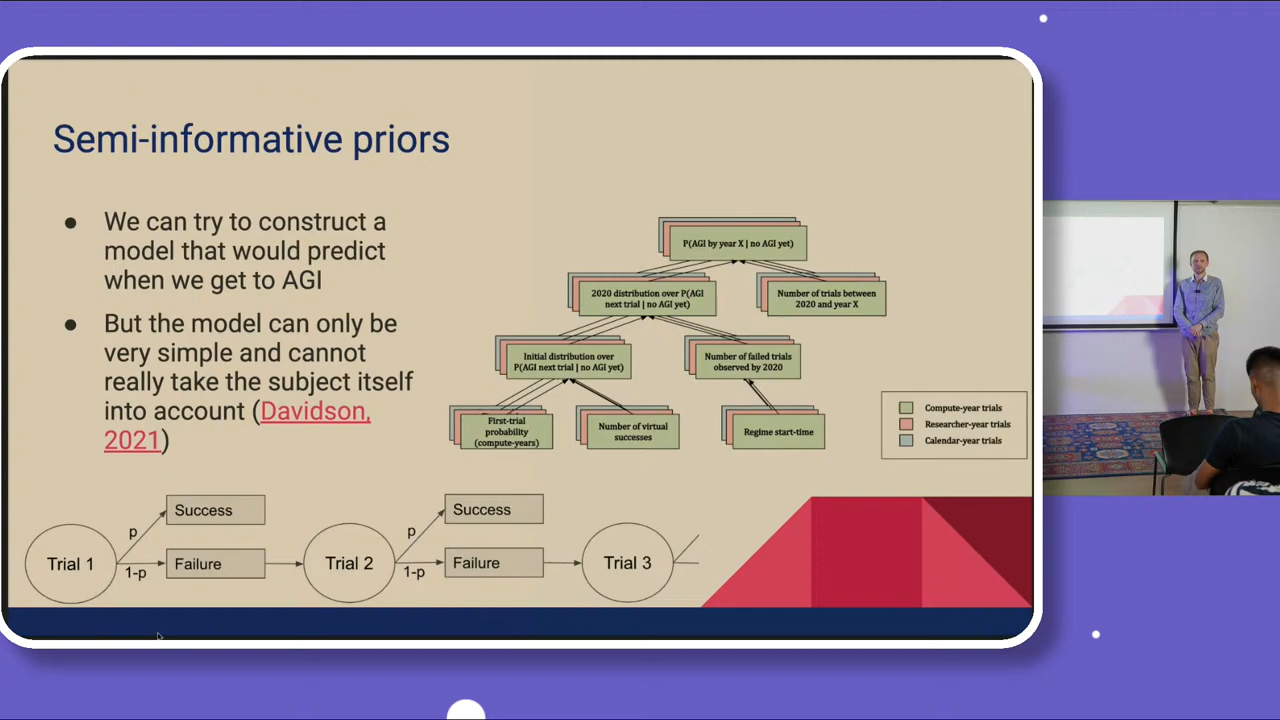 Semi-informative priors
● We can try to construct a
model that would predict
when we get to AGI
● But the model can only be
very simple and cannot
really take the subject itself
into account (Davidson,
2021)
P(AGI by year X | no AGI yet)
2020 distribution over P(AGI
next trial | no AGI yet)
Number of trials between
2020 and year X
Initial distribution over
P(AGI next trial | no AGI yet)
Number of failed trials
observed by 2020
First-trial
probability
(compute-years)
Number of virtual
successes
Regime start-time
Compute-year trials
Researcher-year trials
Calendar-year trials
Trial 1
p
1-p
Success
Failure
Trial 2
p
1-p
Success
Failure
Trial 3